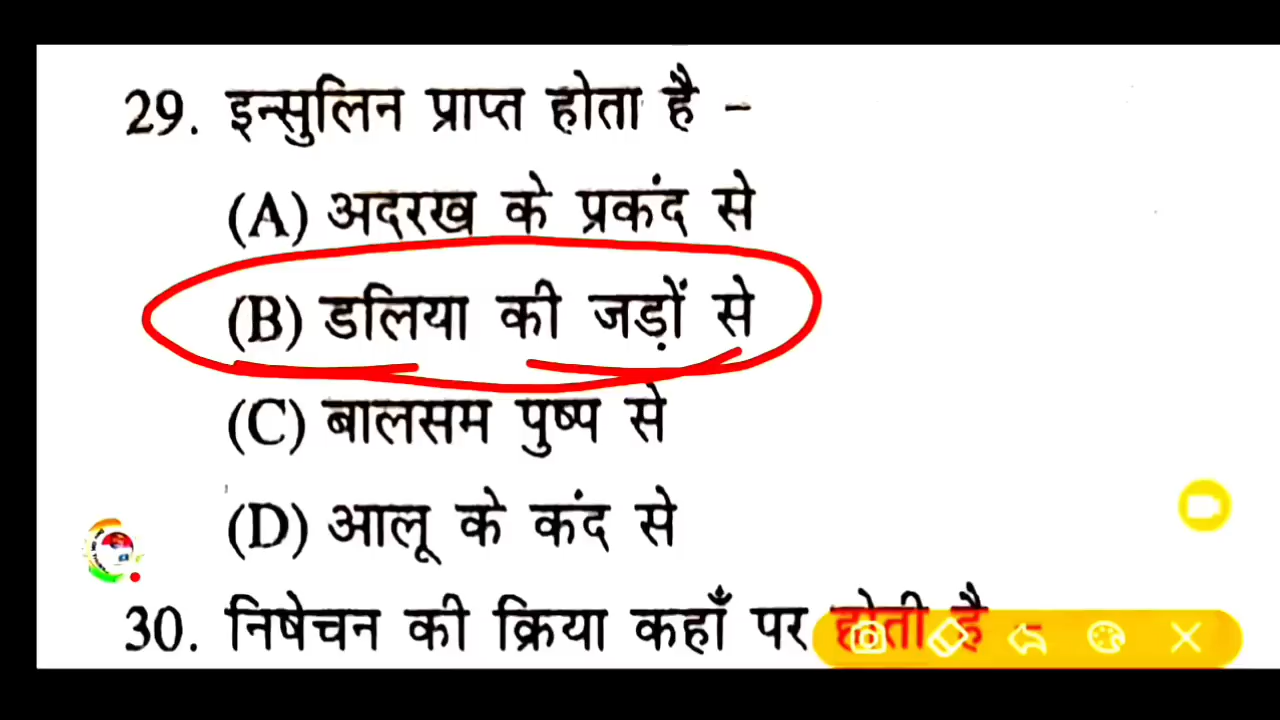 29. इन्सुलिन प्राप्त होता है –
(A) अदरख के प्रकंद से
(B) डलिया की जड़ों से
(C) बालसम पुष्प से
(D) आलू के कंद से
30. निषेचन की क्रिया कहाँ पर होती है –